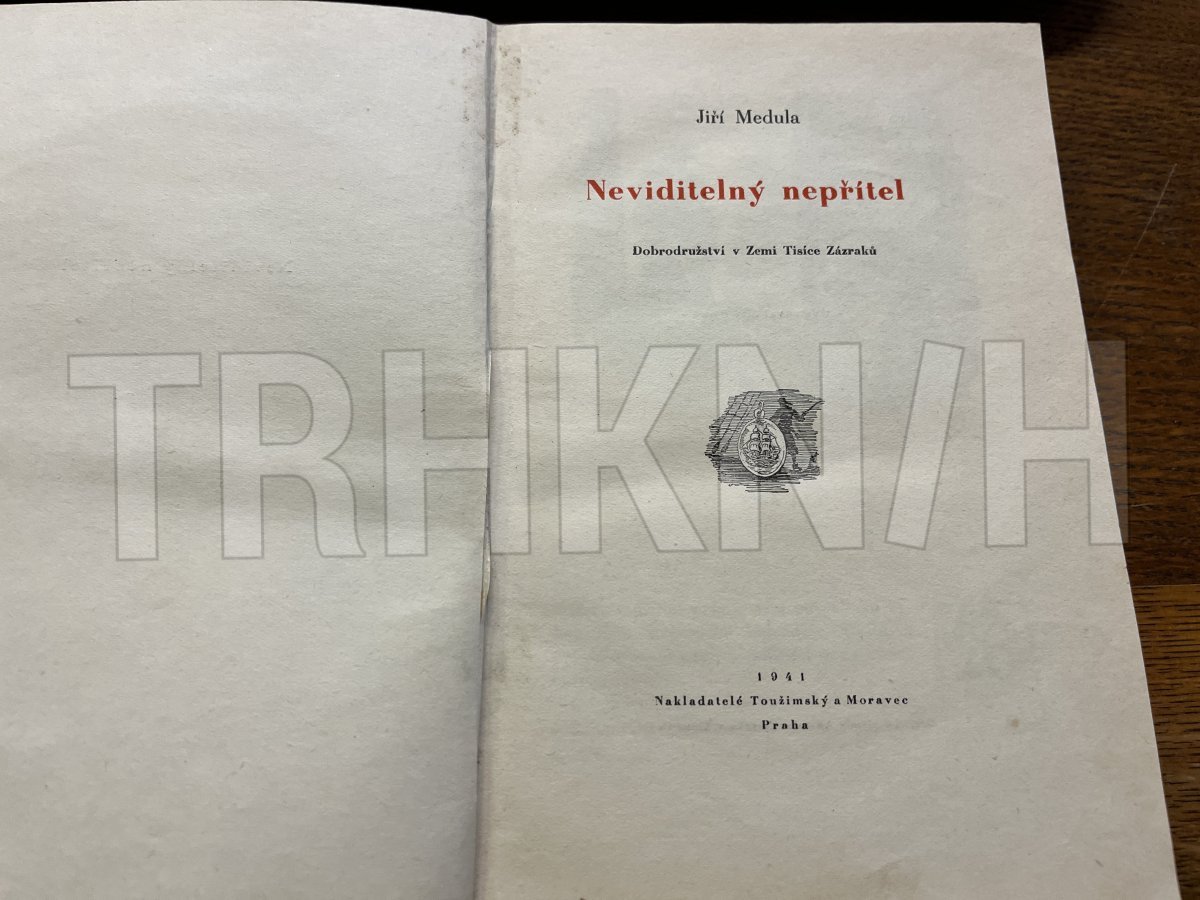 Jiří Medula
Neviditelný nepřítel
Dobrodružství v Zemi Tisíce Zázraků
TRHKNIH
1941
Nakladatelé Toužimský a Moravec
Praha